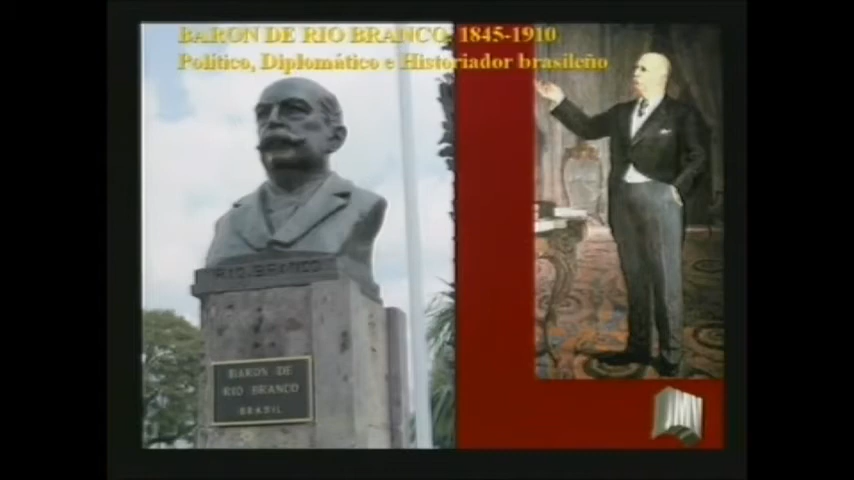 BARON DE RIO BRANCO, 1845-1910
Político, Diplomático e Historiador brasileño
RIO BRANCO
BARON DE
RIO BRANCO
BRASIL